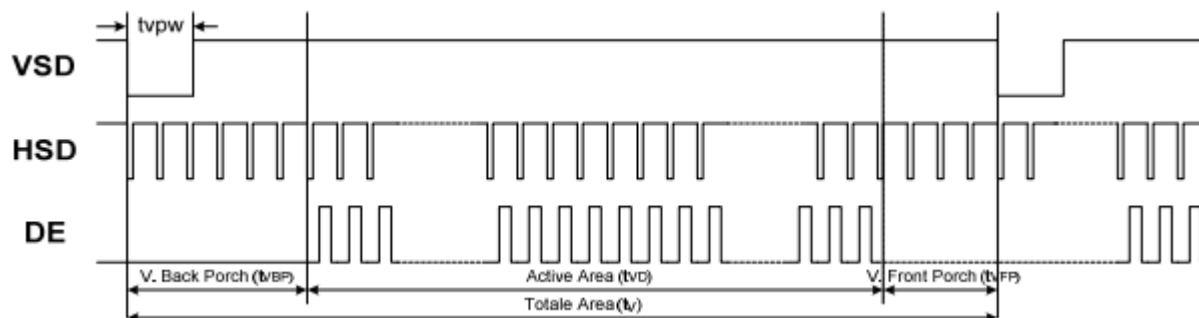 tvpw
VSD
HSD
DE
V. Back Porch (tVBP) Active Area (tVD) V. Front Porch (tVFP)
Totale Area (tV)